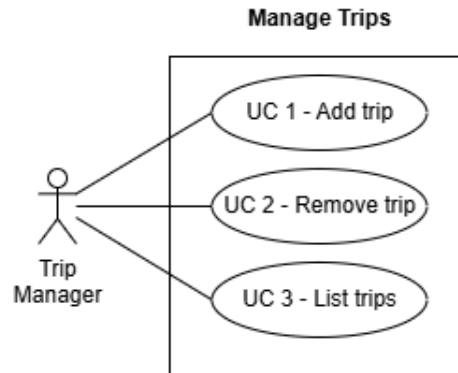 Manage Trips
UC 1 - Add trip
UC 2 - Remove trip
Trip
Manager
UC 3 - List trips